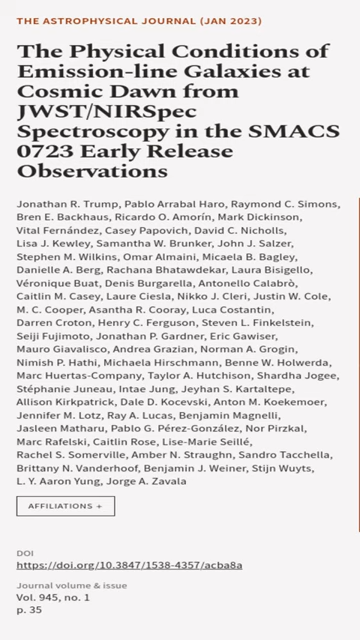 THE ASTROPHYSICAL JOURNAL (JAN 2023)
The Physical Conditions of
Emission-line Galaxies at
Cosmic Dawn from
JWST/NIRSpec
Spectroscopy in the SMACS
0723 Early Release
Observations
Jonathan R. Trump, Pablo Arrabal Haro, Raymond C. Simons,
Bren E. Backhaus, Ricardo O. Amorín, Mark Dickinson,
Vital Fernández, Casey Papovich, David C. Nicholls,
Lisa J. Kewley, Samantha W. Brunker, John J. Salzer,
Stephen M. Wilkins, Omar Almaini, Micaela B. Bagley,
Danielle A. Berg, Rachana Bhatawdekar, Laura Bisigello,
Véronique Buat, Denis Burgarella, Antonello Calabrò,
Caitlin M. Casey, Laure Ciesla, Nikko J. Cleri, Justin W. Cole,
M. C. Cooper, Asantha R. Cooray, Luca Costantin,
Darren Croton, Henry C. Ferguson, Steven L. Finkelstein,
Seiji Fujimoto, Jonathan P. Gardner, Eric Gawiser,
Mauro Giavalisco, Andrea Grazian, Norman A. Grogin,
Nimish P. Hathi, Michaela Hirschmann, Benne W. Holwerda,
Marc Huertas-Company, Taylor A. Hutchison, Shardha Jogee,
Stéphanie Juneau, Intae Jung, Jeyhan S. Kartaltepe,
Allison Kirkpatrick, Dale D. Kocevski, Anton M. Koekemoer,
Jennifer M. Lotz, Ray A. Lucas, Benjamin Magnelli,
Jasleen Matharu, Pablo G. Pérez-González, Nor Pirzkal,
Marc Rafelski, Caitlin Rose, Lise-Marie Seillé,
Rachel S. Somerville, Amber N. Straughn, Sandro Tacchella,
Brittany N. Vanderhoof, Benjamin J. Weiner, Stijn Wuyts,
L. Y. Aaron Yung, Jorge A. Zavala
AFFILIATIONS +
DOI
https://doi.org/10.3847/1538-4357/acba8a
Journal volume & issue
Vol. 945, no. 1
p. 35